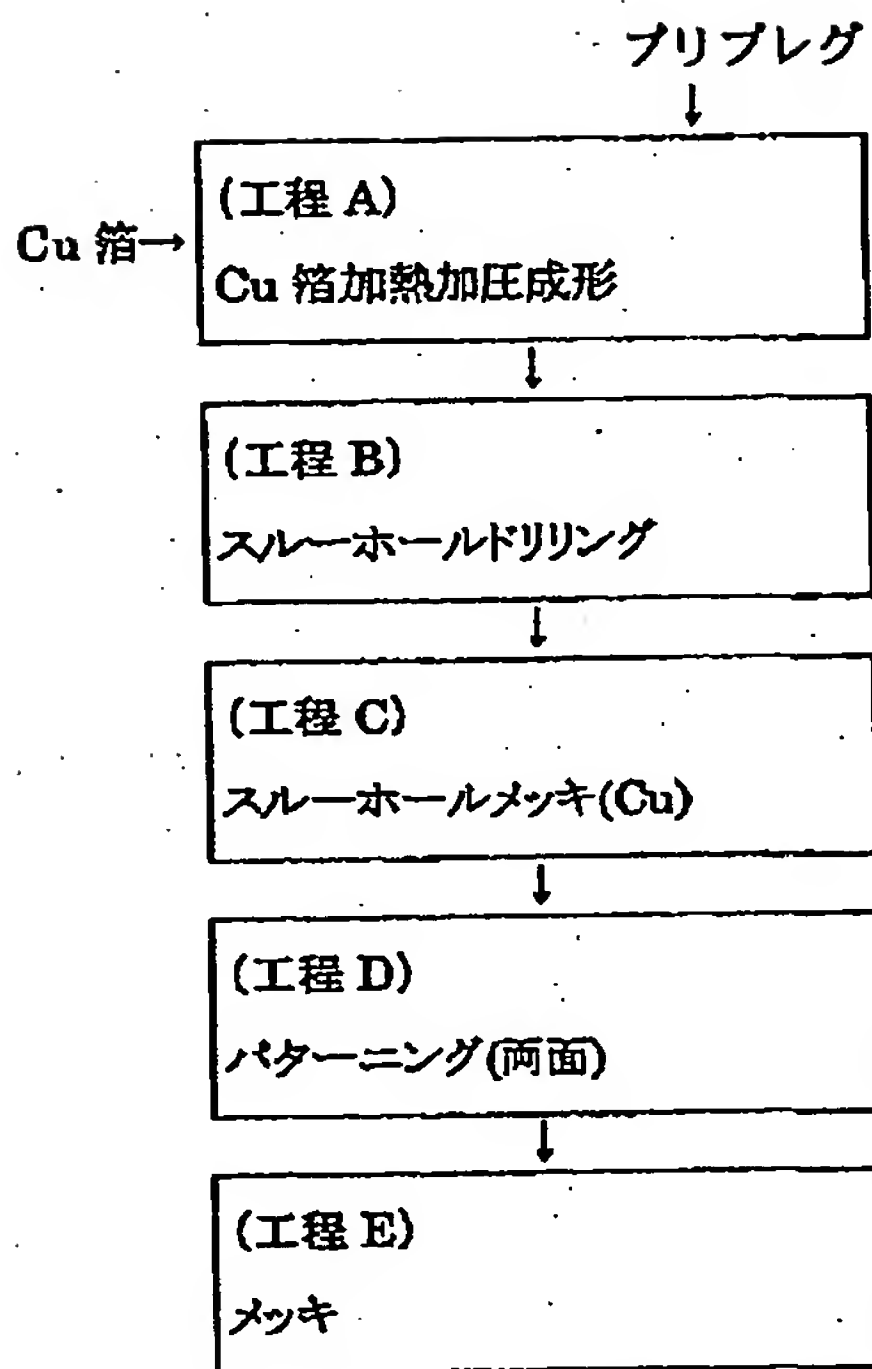 プリプレグ
↓
(工程 A)
Cu 箔→
Cu 箔加熱加圧成形
↓
(工程 B)
スルーホールドリリング
↓
(工程 C)
スルーホールメッキ(Cu)
↓
(工程 D)
パターニング(両面)
↓
(工程 E)
メッキ